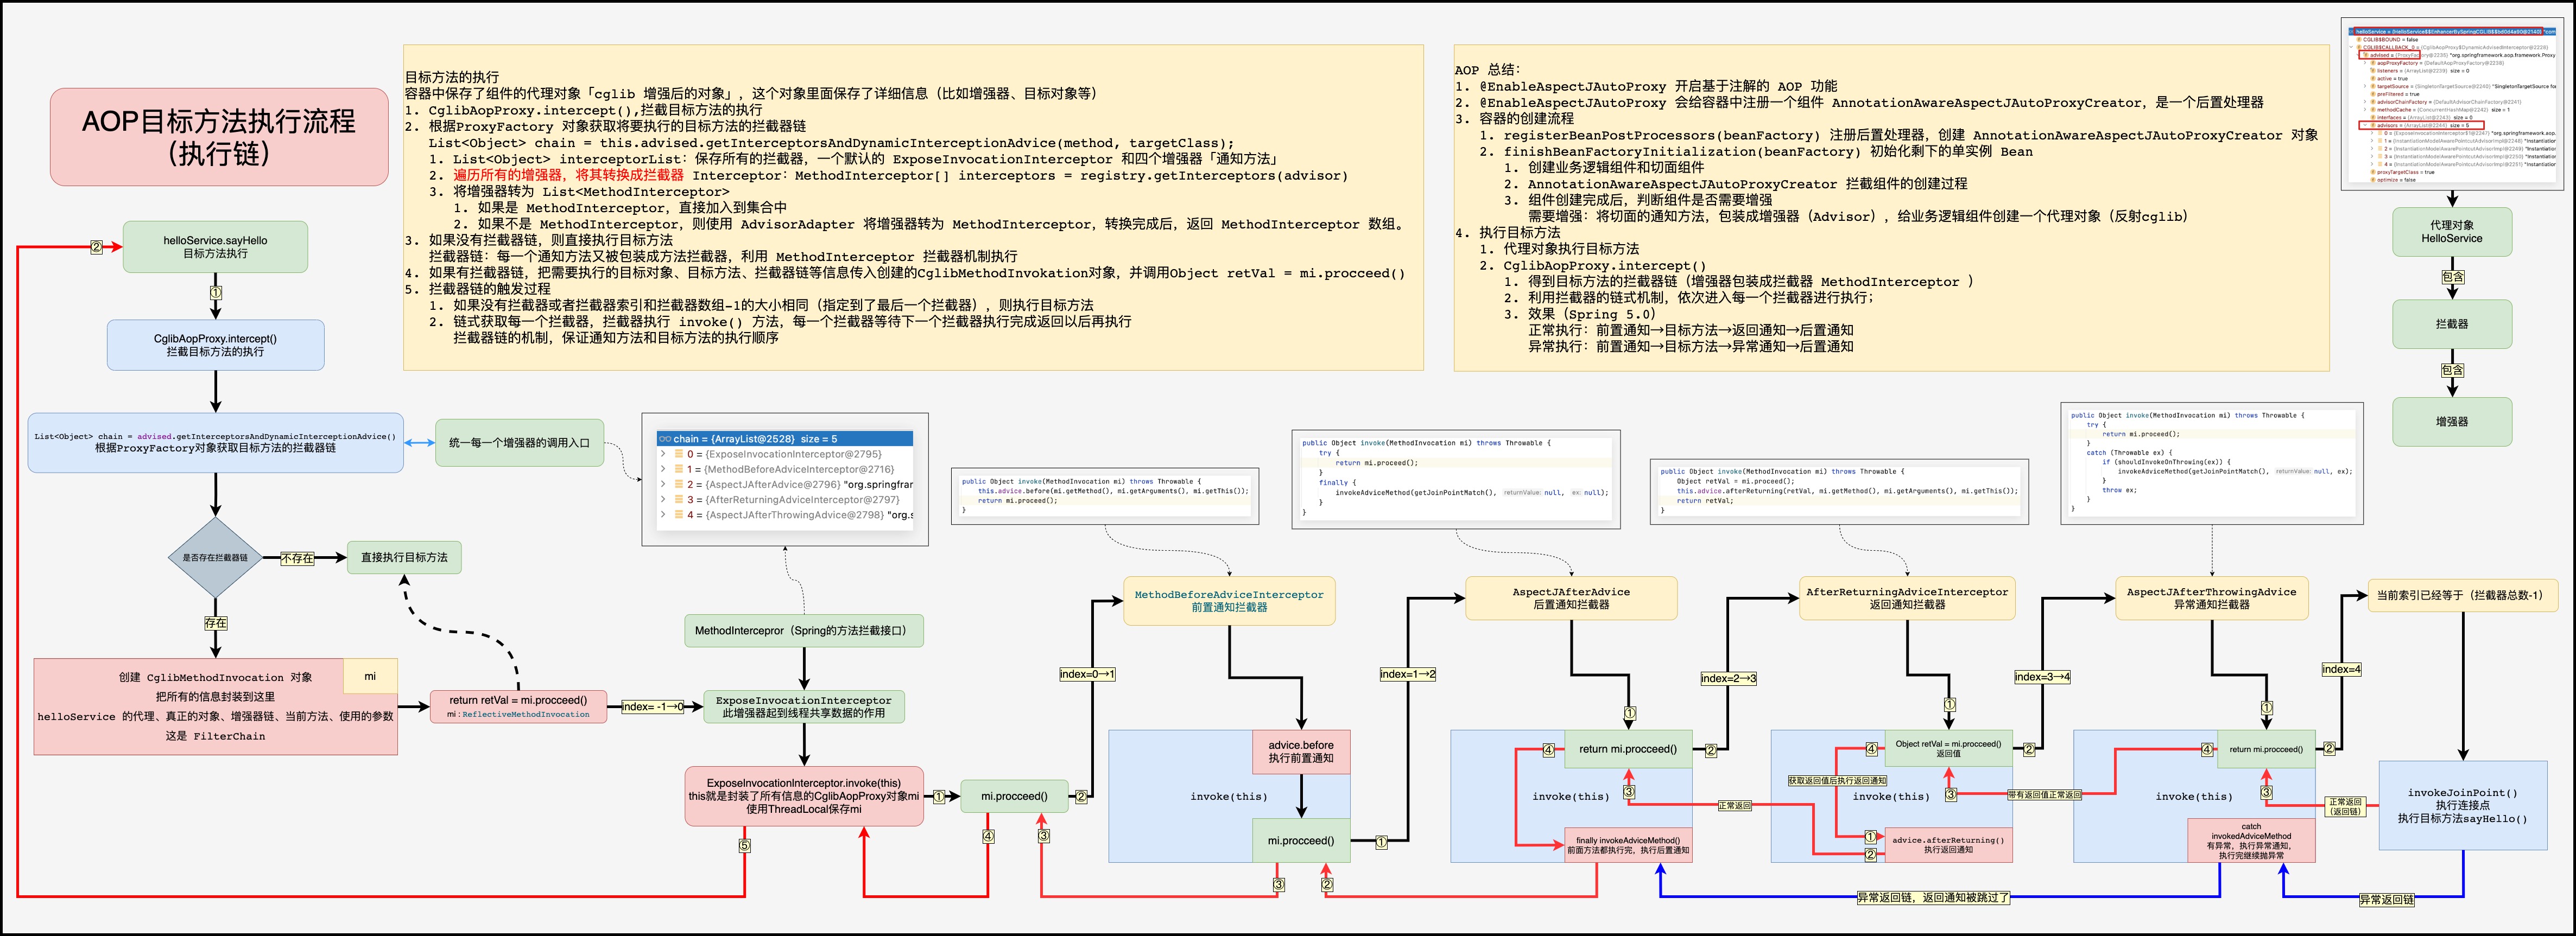 AOP目标方法执行流程
（执行链）
目标方法的执行
容器中保存了组件的代理对象「cglib 增强后的对象」，这个对象里面保存了详细信息（比如增强器、目标对象等）
1. CglibAopProxy.intercept(),拦截目标方法的执行
2. 根据ProxyFactory 对象获取将要执行的目标方法的拦截器链
List<Object> chain = this.advised.getInterceptorsAndDynamicInterceptionAdvice(method, targetClass);
1. List<Object> interceptorList：保存所有的拦截器，一个默认的 ExposeInvocationInterceptor 和四个增强器「通知方法」
2. 遍历所有的增强器，将其转换成拦截器 Interceptor：MethodInterceptor[] interceptors = registry.getInterceptors(advisor)
3. 将增强器转为 List<MethodInterceptor>
1. 如果是 MethodInterceptor，直接加入到集合中
2. 如果不是 MethodInterceptor，则使用 AdvisorAdapter 将增强器转为 MethodInterceptor，转换完成后，返回 MethodInterceptor 数组。
3. 如果没有拦截器链，则直接执行目标方法
拦截器链：每一个通知方法又被包装成方法拦截器，利用 MethodInterceptor 拦截器机制执行
4. 如果有拦截器链，把需要执行的目标对象、目标方法、拦截器链等信息传入创建的CglibMethodInvokation对象，并调用Object retVal = mi.procceed()
5. 拦截器链的触发过程
1. 如果没有拦截器或者拦截器索引和拦截器数组-1的大小相同（指定到了最后一个拦截器），则执行目标方法
2. 链式获取每一个拦截器，拦截器执行 invoke() 方法，每一个拦截器等待下一个拦截器执行完成返回以后再执行
拦截器链的机制，保证通知方法和目标方法的执行顺序
AOP 总结：
1. @EnableAspectJAutoProxy 开启基于注解的 AOP 功能
2. @EnableAspectJAutoProxy 会给容器中注册一个组件 AnnotationAwareAspectJAutoProxyCreator，是一个后置处理器
3. 容器的创建流程
1. registerBeanPostProcessors(beanFactory) 注册后置处理器，创建 AnnotationAwareAspectJAutoProxyCreator 对象
2. finishBeanFactoryInitialization(beanFactory) 初始化剩下的单实例 Bean
1. 创建业务逻辑组件和切面组件
2. AnnotationAwareAspectJAutoProxyCreator 拦截组件的创建过程
3. 组件创建完成后，判断组件是否需要增强
需要增强：将切面的通知方法，包装成增强器（Advisor），给业务逻辑组件创建一个代理对象（反射cglib）
4. 执行目标方法
1. 代理对象执行目标方法
2. CglibAopProxy.intercept()
1. 得到目标方法的拦截器链（增强器包装成拦截器 MethodInterceptor ）
2. 利用拦截器的链式机制，依次进入每一个拦截器进行执行；
3. 效果（Spring 5.0）
正常执行：前置通知→目标方法→返回通知→后置通知
异常执行：前置通知→目标方法→异常通知→后置通知
CGLIB$BOUND = false
active = true
preFiltered = true
proxyTargetClass = true
optimize = false
代理对象
HelloService
包含
拦截器
包含
增强器
②
helloService.sayHello
目标方法执行
①
CglibAopProxy.intercept()
拦截目标方法的执行
List<Object> chain = advised.getInterceptorsAndDynamicInterceptionAdvice()
根据ProxyFactory对象获取目标方法的拦截器链
统一每一个增强器的调用入口
chain = {ArrayList@2528} size = 5
0 = {ExposeInvocationInterceptor@2795}
1 = {MethodBeforeAdviceInterceptor@2716}
2 = {AspectJAfterAdvice@2796} "org.springfran
3 = {AfterReturningAdviceInterceptor@2797}
4 = {AspectJAfterThrowingAdvice@2798} "org.s
是否存在拦截器链
不存在
直接执行目标方法
存在
创建 CglibMethodInvocation 对象
把所有的信息封装到这里
helloService 的代理、真正的对象、增强器链、当前方法、使用的参数
这是 FilterChain
mi
return retVal = mi.procceed()
mi : ReflectiveMethodInvocation
index= -1→0
MethodIntercepror（Spring的方法拦截接口）
ExposeInvocationInterceptor
此增强器起到线程共享数据的作用
ExposeInvocationInterceptor.invoke(this)
this就是封装了所有信息的CglibAopProxy对象mi
使用ThreadLocal保存mi
⑤
①
mi.procceed()
②
④
③
index=0→1
public Object invoke(MethodInvocation mi) throws Throwable {
this.advice.before(mi.getMethod(), mi.getArguments(), mi.getThis());
return mi.proceed();
}
MethodBeforeAdviceInterceptor
前置通知拦截器
advice.before
执行前置通知
invoke(this)
mi.procceed()
①
③
②
index=1→2
public Object invoke(MethodInvocation mi) throws Throwable {
try {
return mi.proceed();
}
finally {
invokeAdviceMethod(getJoinPointMatch(), returnValue: null, ex: null);
}
}
AspectJAfterAdvice
后置通知拦截器
①
④
return mi.procceed()
②
invoke(this)
③
正常返回
finally invokeAdviceMethod()
前面方法都执行完，执行后置通知
index=2→3
public Object invoke(MethodInvocation mi) throws Throwable {
Object retVal = mi.proceed();
this.advice.afterReturning(retVal, mi.getMethod(), mi.getArguments(), mi.getThis());
return retVal;
}
AfterReturningAdviceInterceptor
返回通知拦截器
①
④
Object retVal = mi.procceed()
返回值
②
获取返回值后执行返回通知
invoke(this)
③
带有返回值正常返回
①
advice.afterReturning()
执行返回通知
②
index=3→4
public Object invoke(MethodInvocation mi) throws Throwable {
try {
return mi.proceed();
}
catch (Throwable ex) {
if (shouldInvokeOnThrowing(ex)) {
invokeAdviceMethod(getJoinPointMatch(), returnValue: null, ex);
}
throw ex;
}
}
AspectJAfterThrowingAdvice
异常通知拦截器
①
④
return mi.procceed()
②
invoke(this)
③
正常返回
（返回链）
catch
invokedAdviceMethod
有异常，执行异常通知，
执行完继续抛异常
index=4
当前索引已经等于（拦截器总数-1）
invokeJoinPoint()
执行连接点
执行目标方法sayHello()
异常返回链，返回通知被跳过了
异常返回链